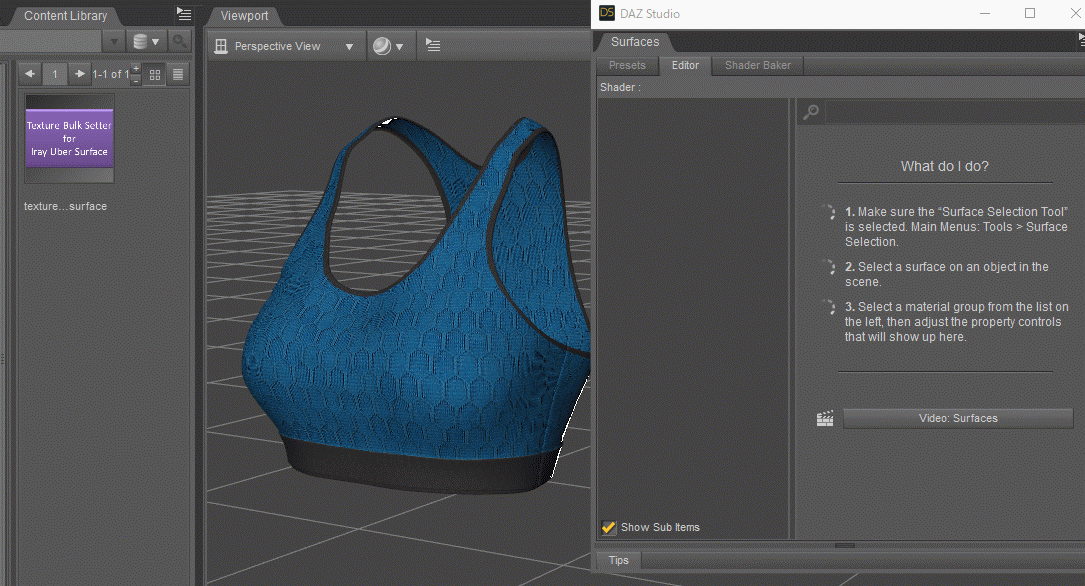 Content Library
Viewport
DS DAZ Studio
Surfaces
Perspective View
Presets Editor Shader Baker
Shader :
1 1-1 of 1
Texture Bulk Setter
for
Iray Uber Surface
texture...surface
What do I do?
1. Make sure the “Surface Selection Tool”
is selected. Main Menus: Tools > Surface
Selection.
2. Select a surface on an object in the
scene.
3. Select a material group from the list on
the left, then adjust the property controls
that will show up here.
Video: Surfaces
Show Sub Items
Tips